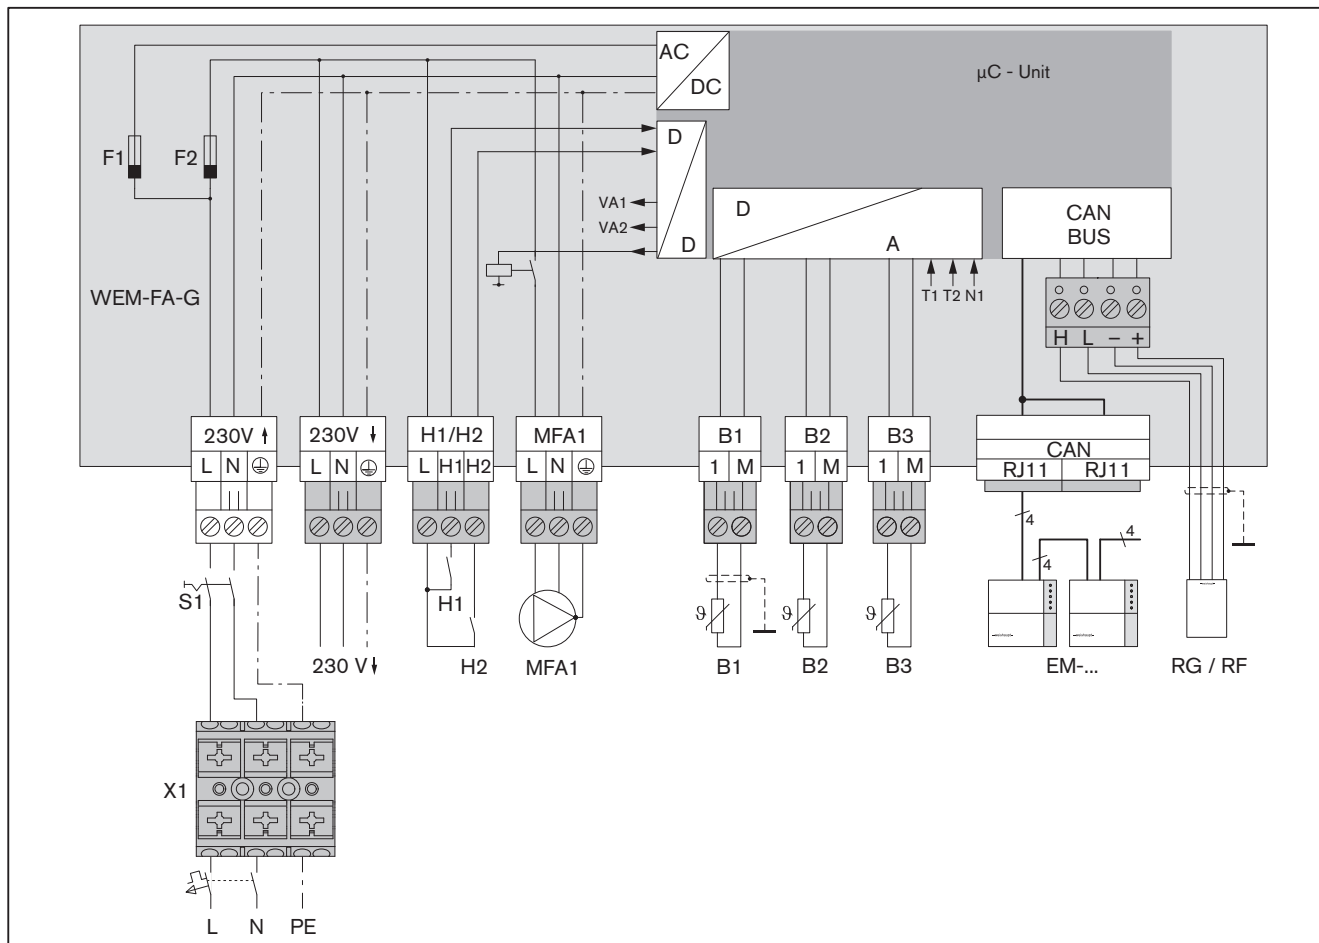 AC
DC
µC - Unit
F1
F2
D
D
VA1
VA2
D
A
CAN
BUS
T1 T2 N1
WEM-FA-G
H L – +
230V
230V
H1/H2
MFA1
B1
B2
B3
CAN
L N
L N
L H1 H2
L N
1 M
1 M
1 M
RJ11
RJ11
4
4
4
S1
H1
ϑ
ϑ
ϑ
230 V
H2
MFA1
B1
B2
B3
EM-...
RG / RF
X1
L
N
PE